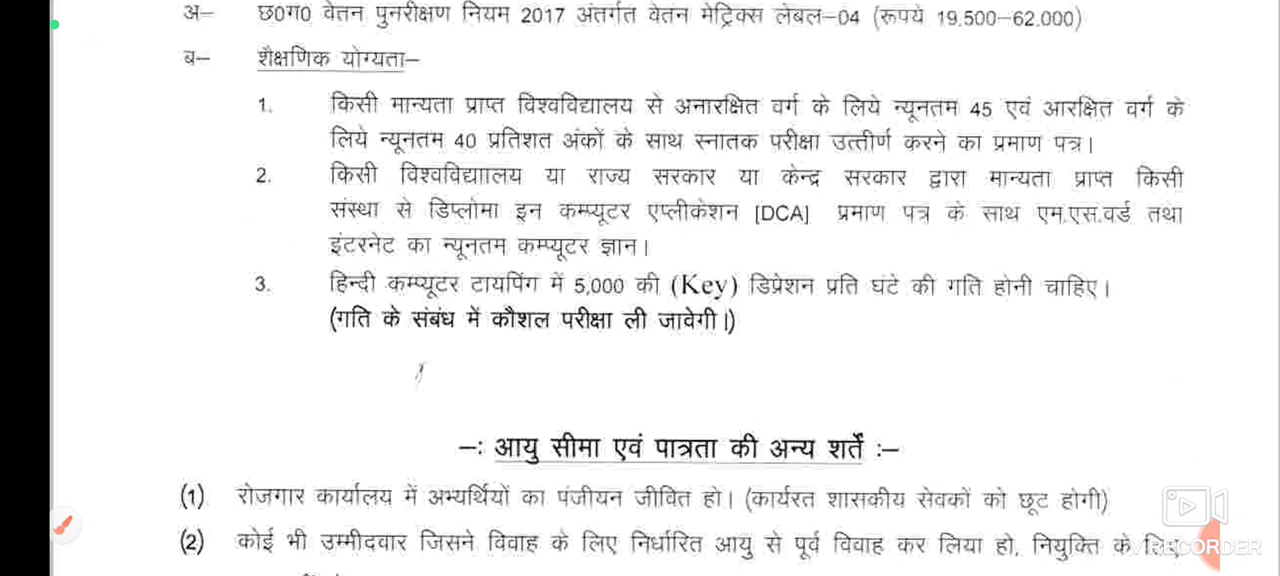 अ– छ0ग0 वेतन पुनरीक्षण नियम 2017 अंतर्गत वेतन मेट्रिक्स लेबल–04 (रूपये 19,500–62,000)
ब– शैक्षणिक योग्यता–
1. किसी मान्यता प्राप्त विश्वविद्यालय से अनारक्षित वर्ग के लिये न्यूनतम 45 एवं आरक्षित वर्ग के
लिये न्यूनतम 40 प्रतिशत अंकों के साथ स्नातक परीक्षा उत्तीर्ण करने का प्रमाण पत्र।
2. किसी विश्वविद्याालय या राज्य सरकार या केन्द्र सरकार द्वारा मान्यता प्राप्त किसी
संस्था से डिप्लोमा इन कम्प्यूटर एप्लीकेशन [DCA] प्रमाण पत्र के साथ एम.एस.वर्ड तथा
इंटरनेट का न्यूनतम कम्प्यूटर ज्ञान।
3. हिन्दी कम्प्यूटर टायपिंग में 5,000 की (Key) डिप्रेशन प्रति घंटे की गति होनी चाहिए।
(गति के संबंध में कौशल परीक्षा ली जावेगी।)
–: आयु सीमा एवं पात्रता की अन्य शर्ते :–
(1) रोजगार कार्यालय में अभ्यर्थियों का पंजीयन जीवित हो। (कार्यरत शासकीय सेवकों को छूट होगी)
(2) कोई भी उम्मीदवार जिसने विवाह के लिए निर्धारित आयु से पूर्व विवाह कर लिया हो, नियुक्ति के लिए
RECORDER